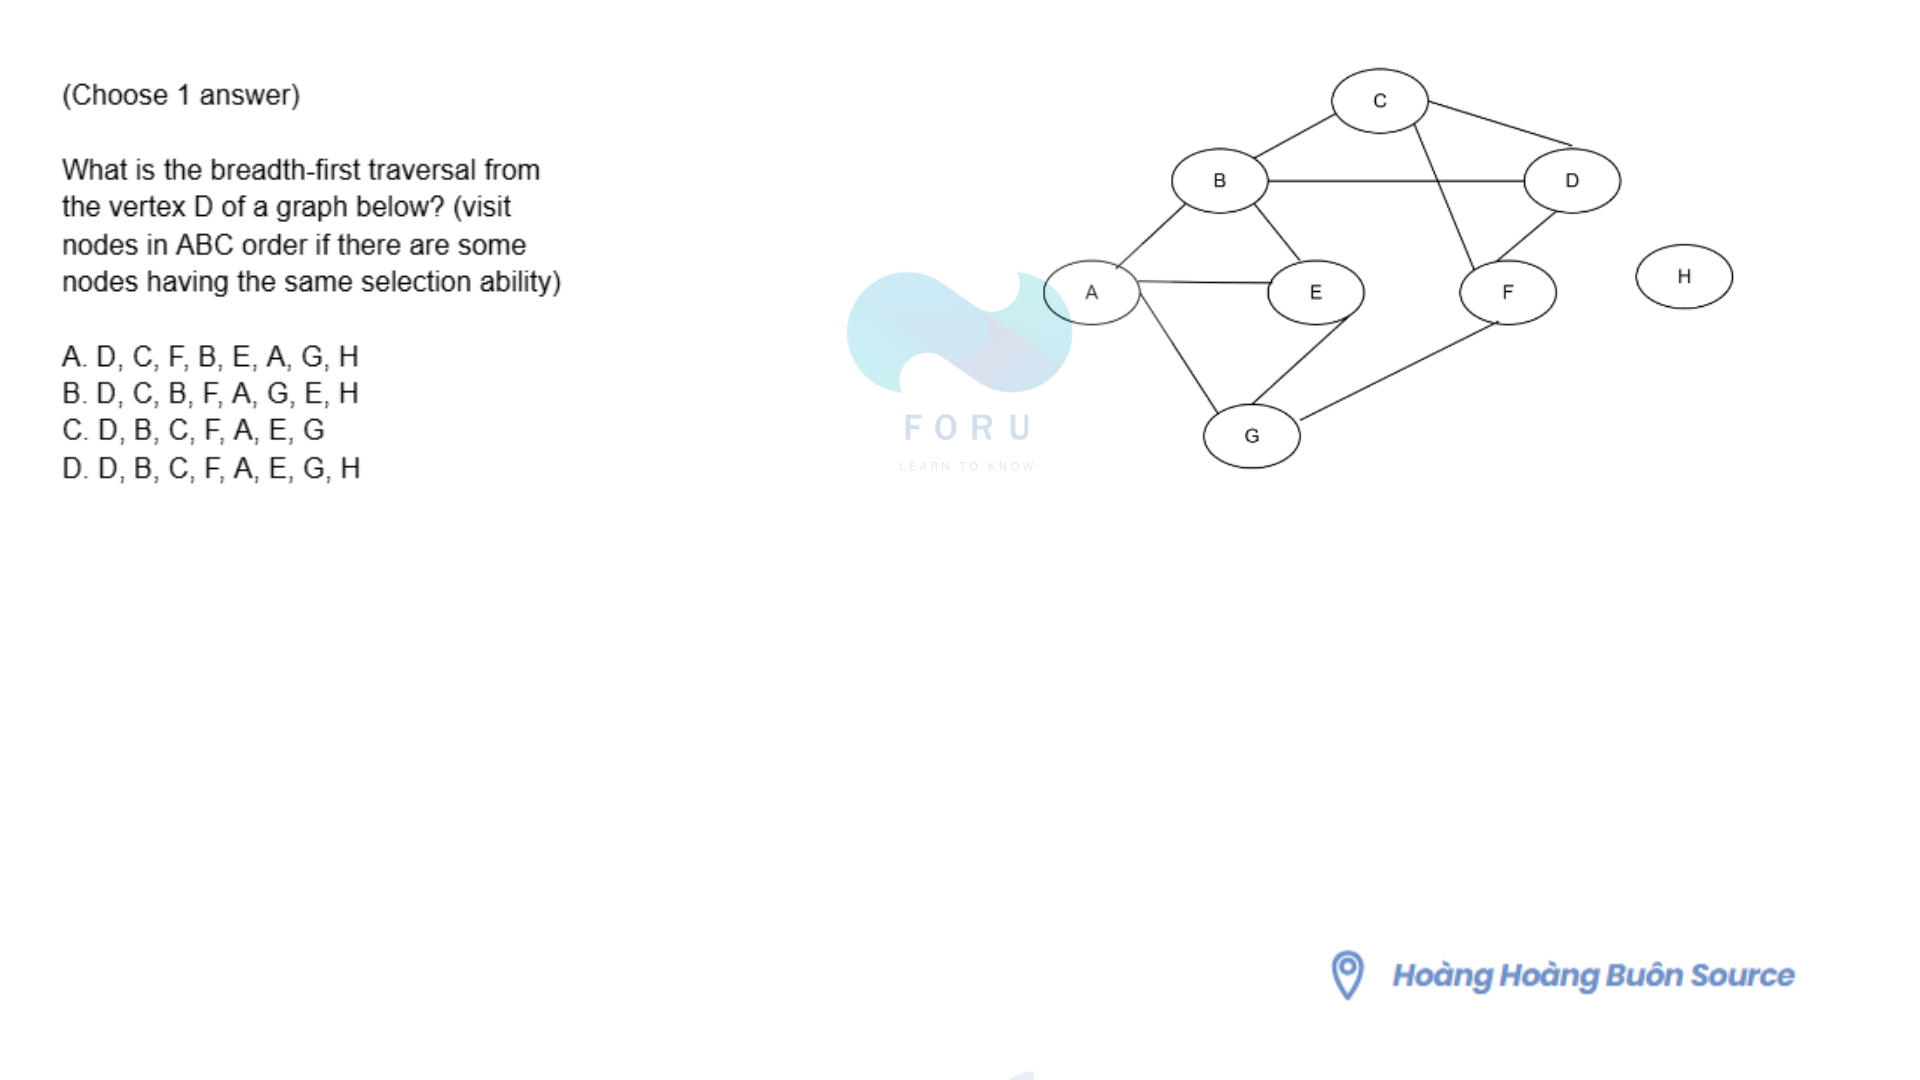 (Choose 1 answer)
What is the breadth-first traversal from
the vertex D of a graph below? (visit
nodes in ABC order if there are some
nodes having the same selection ability)
A. D, C, F, B, E, A, G, H
B. D, C, B, F, A, G, E, H
C. D, B, C, F, A, E, G
D. D, B, C, F, A, E, G, H
C
B
D
A
E
F
H
G
FORU
LEARN TO KNOW
Hoàng Hoàng Buôn Source